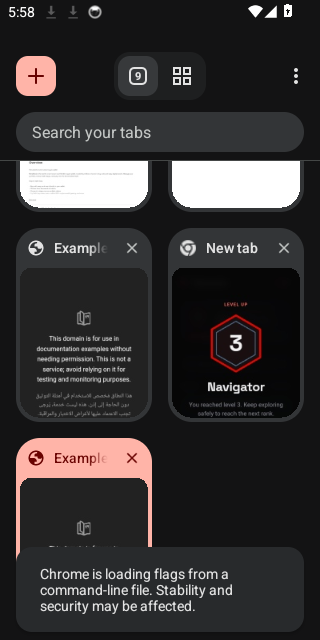 5:58
9
Search your tabs
Example
New tab
This domain is for use in
documentation examples without
needing permission. This is not a
service; avoid relying on it for
testing and monitoring purposes.
LEVEL UP
3
Navigator
You reached level 3. Keep exploring
safely to reach the next rank.
Example
Chrome is loading flags from a
command-line file. Stability and
security may be affected.